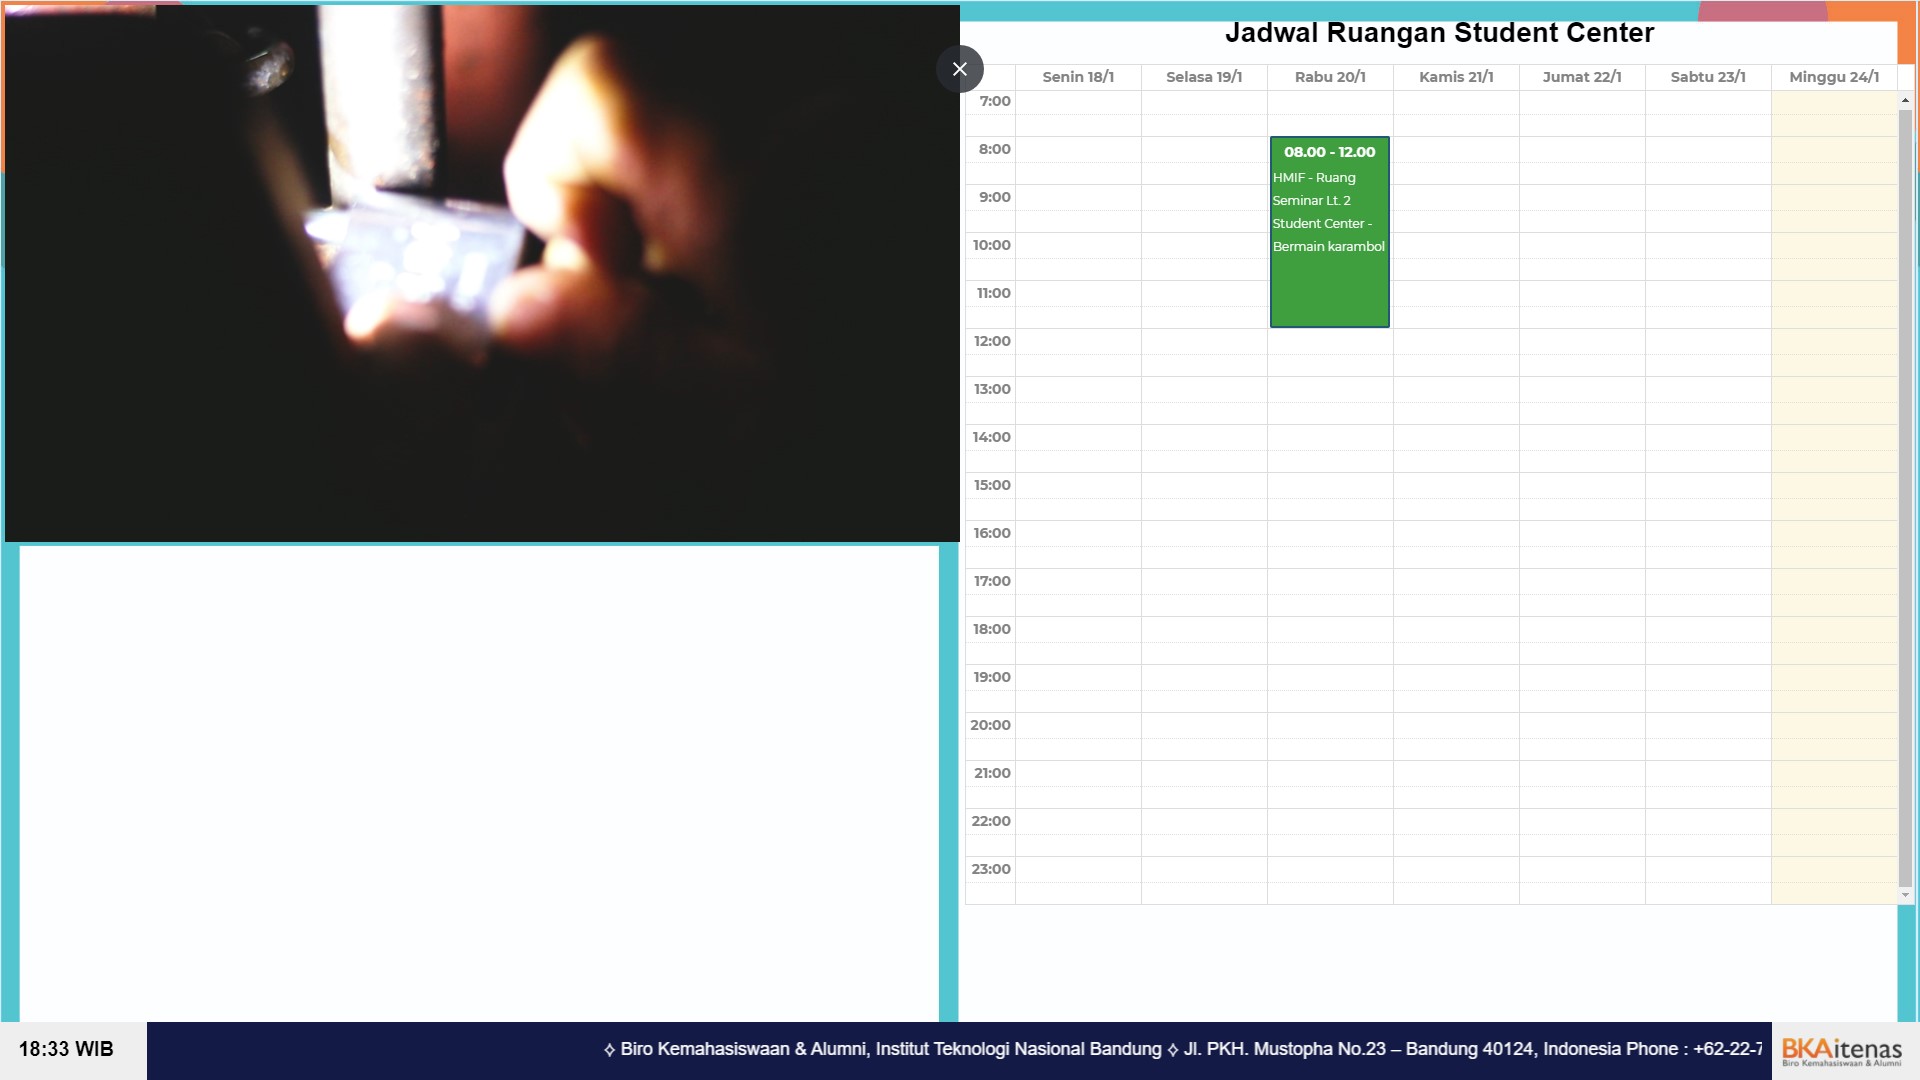 Jadwal Ruangan Student Center
Senin 18/1 Selasa 19/1 Rabu 20/1 Kamis 21/1 Jumat 22/1 Sabtu 23/1 Minggu 24/1
7:00
8:00
9:00
10:00
11:00
12:00
13:00
14:00
15:00
16:00
17:00
18:00
19:00
20:00
21:00
22:00
23:00
08.00 - 12.00
HMIF - Ruang
Seminar Lt. 2
Student Center -
Bermain karambol
18:33 WIB
⟡ Biro Kemahasiswaan & Alumni, Institut Teknologi Nasional Bandung ⟡ Jl. PKH. Mustopha No.23 – Bandung 40124, Indonesia Phone : +62-22-7
BKAitenas
Biro Kemahasiswaan & Alumni